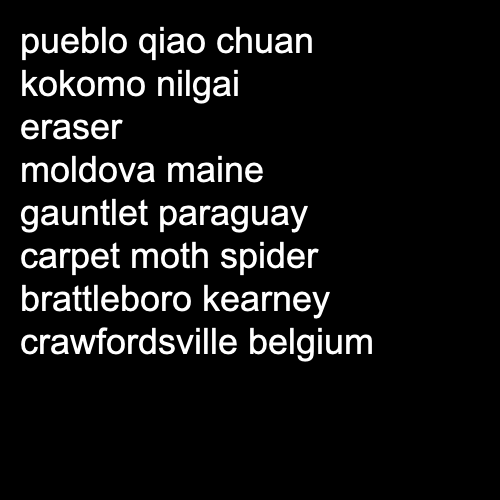 pueblo qiao chuan
kokomo nilgai
eraser
moldova maine
gauntlet paraguay
carpet moth spider
brattleboro kearney
crawfordsville belgium